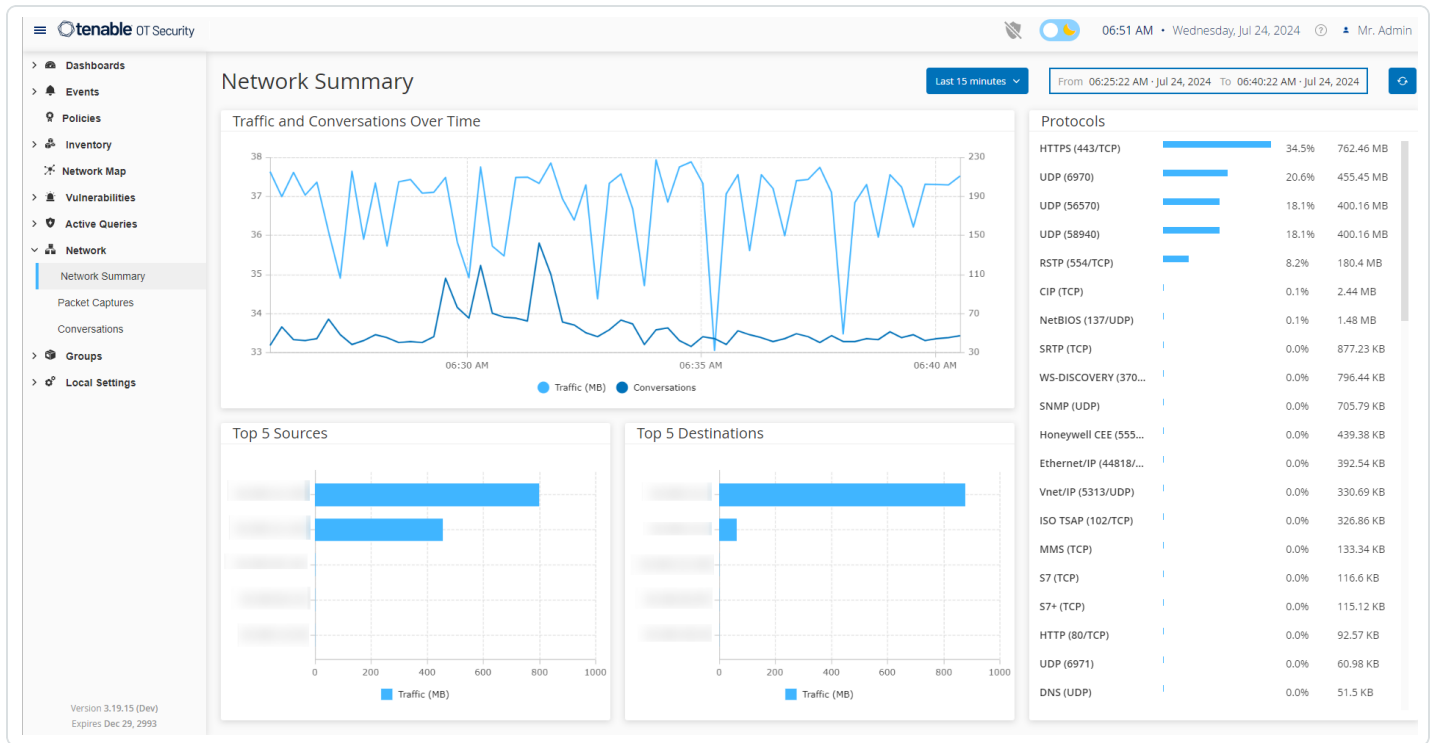 tenable OT Security
06:51 AM • Wednesday, Jul 24, 2024 ? Mr. Admin
Dashboards
Events
Policies
Inventory
Network Map
Vulnerabilities
Active Queries
Network
Network Summary
Packet Captures
Conversations
Groups
Local Settings
Version 3.19.15 (Dev)
Expires Dec 29, 2993
Network Summary
Last 15 minutes
From 06:25:22 AM · Jul 24, 2024 To 06:40:22 AM · Jul 24, 2024
Traffic and Conversations Over Time
38 230
37 190
36 150
35 110
34 70
33 30
06:30 AM 06:35 AM 06:40 AM
Traffic (MB) Conversations
Top 5 Sources
0 200 400 600 800 1000
Traffic (MB)
Top 5 Destinations
0 200 400 600 800 1000
Traffic (MB)
Protocols
HTTPS (443/TCP) 34.5% 762.46 MB
UDP (6970) 20.6% 455.45 MB
UDP (56570) 18.1% 400.16 MB
UDP (58940) 18.1% 400.16 MB
RSTP (554/TCP) 8.2% 180.4 MB
CIP (TCP) 0.1% 2.44 MB
NetBIOS (137/UDP) 0.1% 1.48 MB
SRTP (TCP) 0.0% 877.23 KB
WS-DISCOVERY (370... 0.0% 796.44 KB
SNMP (UDP) 0.0% 705.79 KB
Honeywell CEE (555... 0.0% 439.38 KB
Ethernet/IP (44818/... 0.0% 392.54 KB
Vnet/IP (5313/UDP) 0.0% 330.69 KB
ISO TSAP (102/TCP) 0.0% 326.86 KB
MMS (TCP) 0.0% 133.34 KB
S7 (TCP) 0.0% 116.6 KB
S7+ (TCP) 0.0% 115.12 KB
HTTP (80/TCP) 0.0% 92.57 KB
UDP (6971) 0.0% 60.98 KB
DNS (UDP) 0.0% 51.5 KB